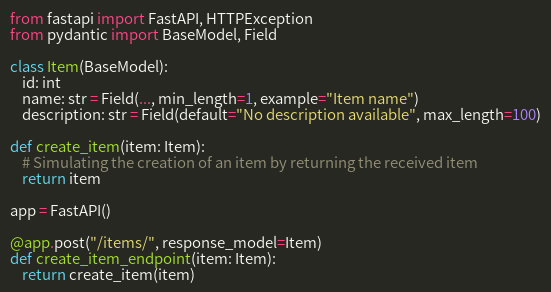 from fastapi import FastAPI, HTTPException
from pydantic import BaseModel, Field

class Item(BaseModel):
    id: int
    name: str = Field(..., min_length=1, example="Item name")
    description: str = Field(default="No description available", max_length=100)

def create_item(item: Item):
    # Simulating the creation of an item by returning the received item
    return item

app = FastAPI()

@app.post("/items/", response_model=Item)
def create_item_endpoint(item: Item):
    return create_item(item)